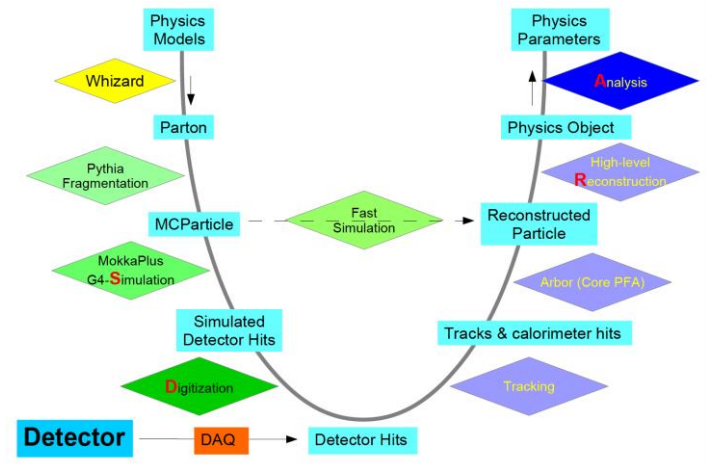 Physics
Models
Physics
Parameters
Whizard
Analysis
Parton
Physics Object
Pythia
Fragmentation
High-level
Reconstruction
MCParticle
Fast
Simulation
Reconstructed
Particle
MokkaPlus
G4-Simulation
Arbor (Core PFA)
Simulated
Detector Hits
Tracks & calorimeter hits
Digitization
Tracking
Detector
DAQ
Detector Hits